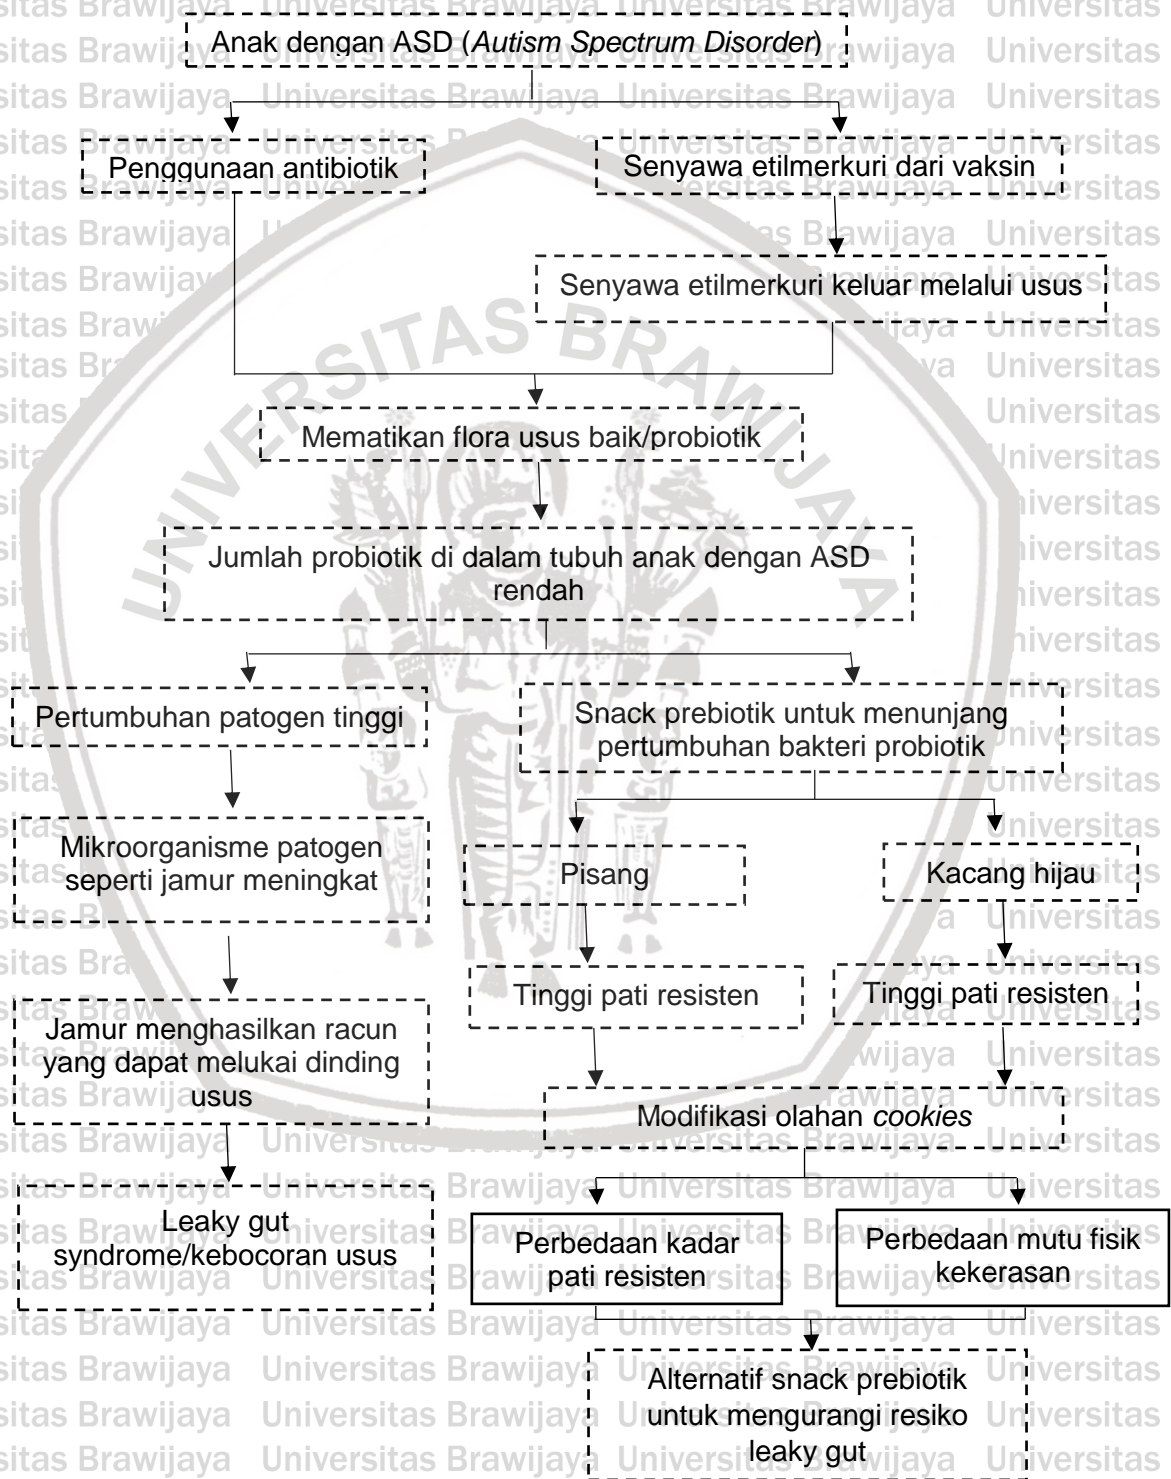 Anak dengan ASD (Autism Spectrum Disorder)
Penggunaan antibiotik
Senyawa etilmerkuri dari vaksin
Senyawa etilmerkuri keluar melalui usus
Mematikan flora usus baik/probiotik
Jumlah probiotik di dalam tubuh anak dengan ASD
rendah
Pertumbuhan patogen tinggi
Snack prebiotik untuk menunjang
pertumbuhan bakteri probiotik
Mikroorganisme patogen
seperti jamur meningkat
Pisang
Kacang hijau
Tinggi pati resisten
Tinggi pati resisten
Jamur menghasilkan racun
yang dapat melukai dinding
usus
Modifikasi olahan cookies
Leaky gut
syndrome/kebocoran usus
Perbedaan kadar
pati resisten
Perbedaan mutu fisik
kekerasan
Alternatif snack prebiotik
untuk mengurangi resiko
leaky gut
UNIVERSITAS BRAWIJAYA